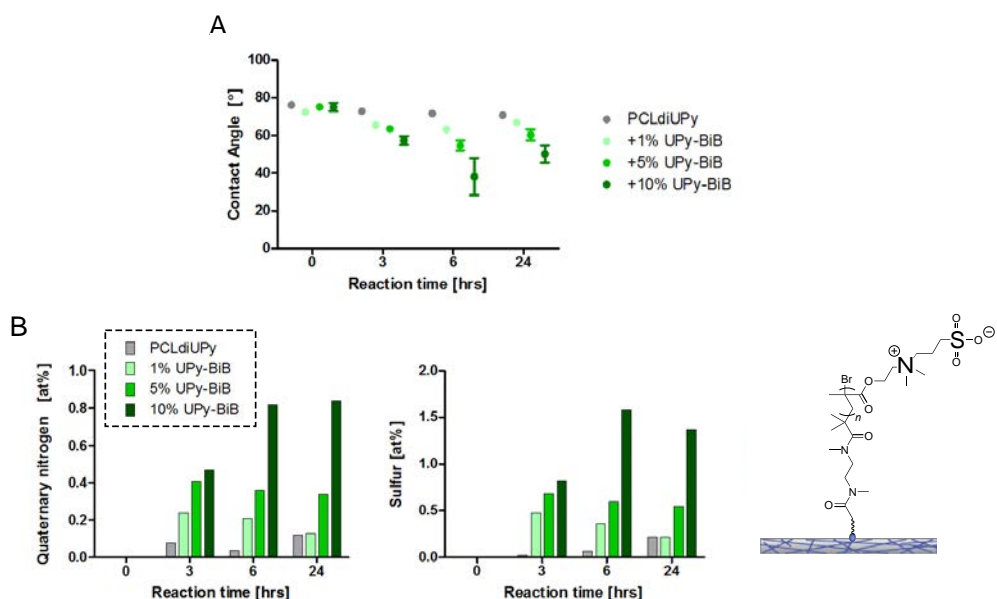 A
100
80
60
40
20
0
Contact Angle [°]
0 3 6 24
Reaction time [hrs]
PCLdiUPy
+1% UPy-BiB
+5% UPy-BiB
+10% UPy-BiB
B
PCLdiUPy
1% UPy-BiB
5% UPy-BiB
10% UPy-BiB
1.0
0.8
0.6
0.4
0.2
0.0
Quaternary nitrogen [at%]
0 3 6 24
Reaction time [hrs]
2.0
1.5
1.0
0.5
0.0
Sulfur [at%]
0 3 6 24
Reaction time [hrs]
O
S O ⊖
O
⊕
N
Br O
O
n
O
N
N
O